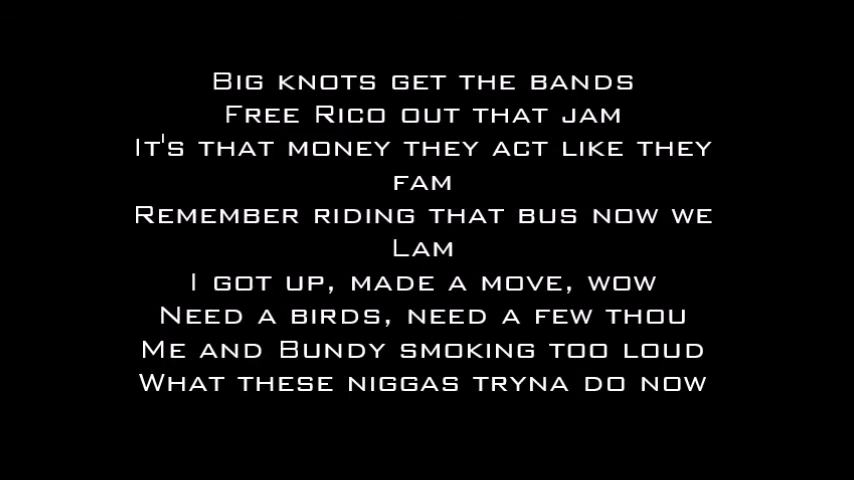 Big knots get the bands
Free Rico out that jam
It's that money they act like they
fam
Remember riding that bus now we
Lam
I got up, made a move, wow
Need a birds, need a few thou
Me and Bundy smoking too loud
What these niggas tryna do now